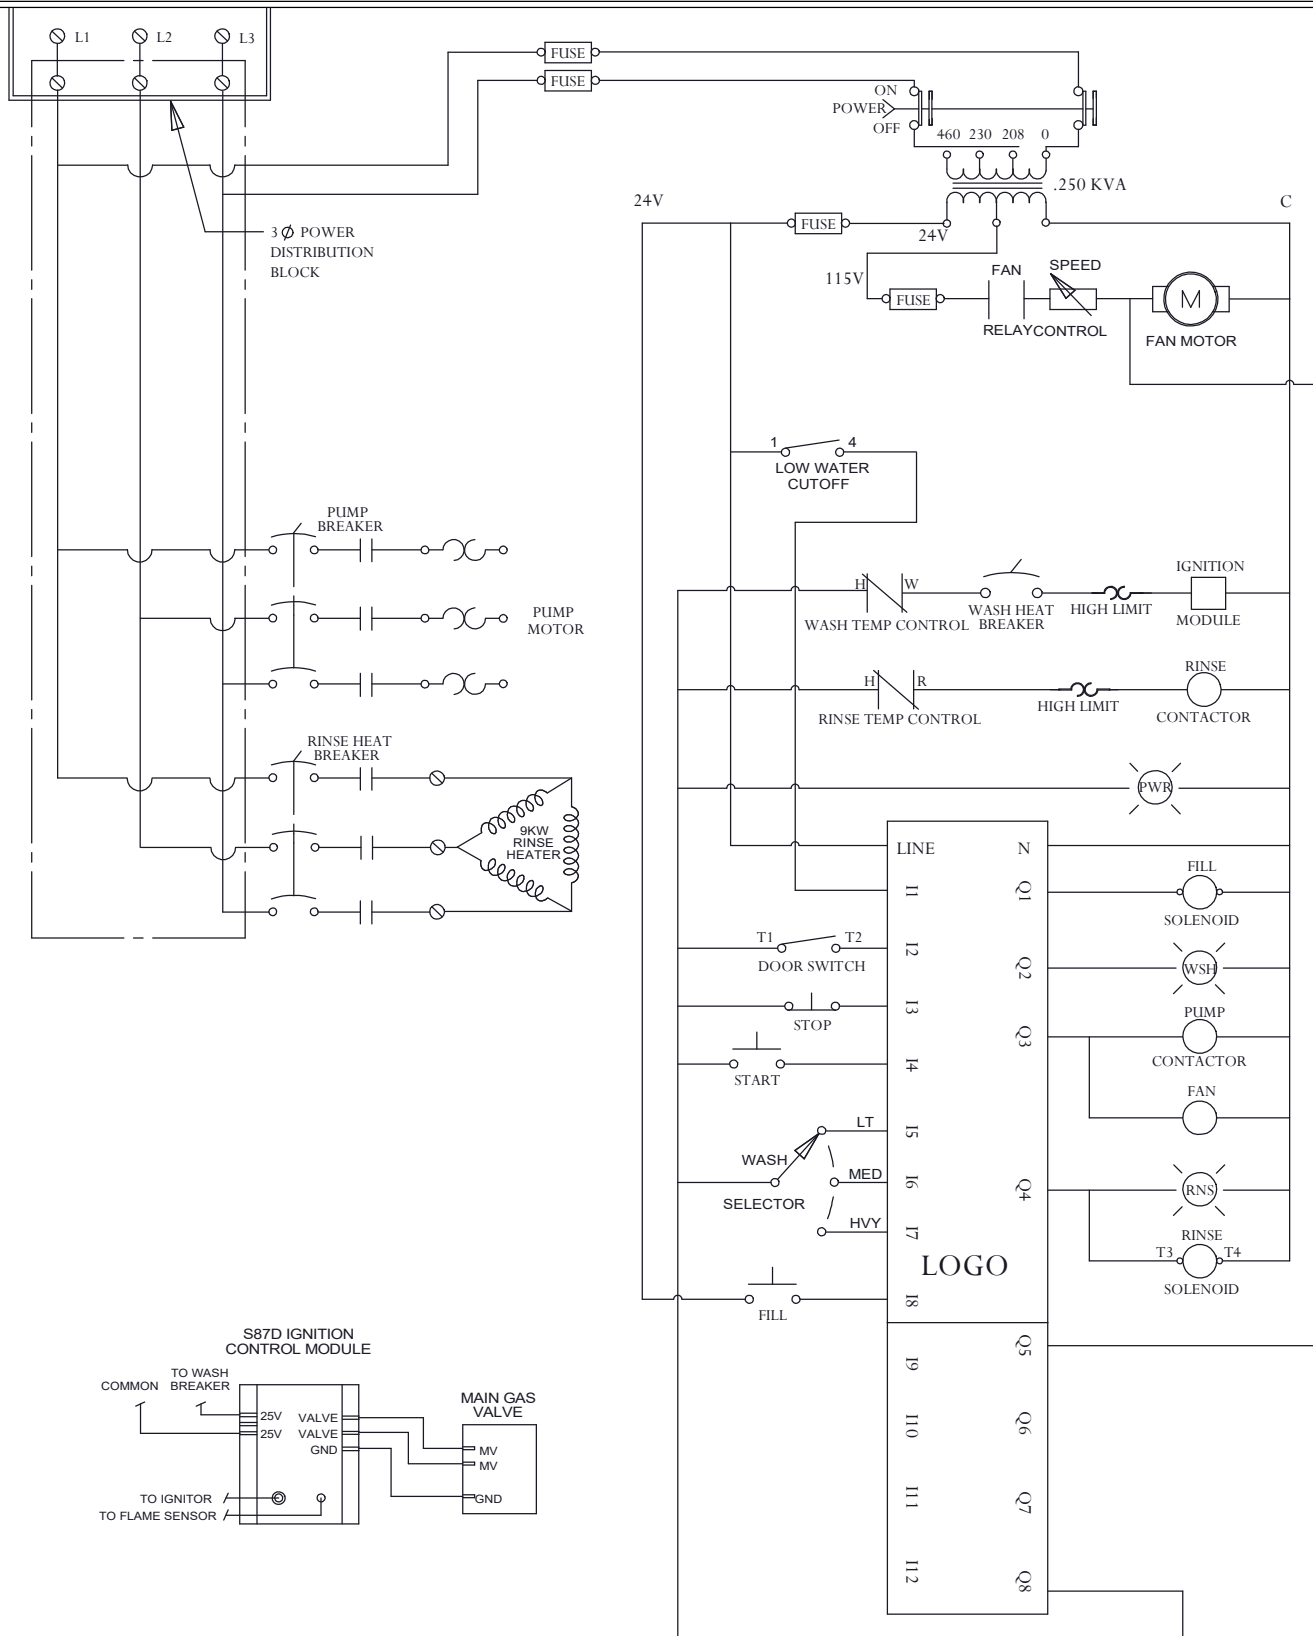 L1
L2
L3
FUSE
FUSE
ON
POWER
OFF
460 230 208 0
.250 KVA
24V
C
3 Ø POWER
DISTRIBUTION
BLOCK
FUSE
24V
115V
FUSE
FAN
RELAY
SPEED
CONTROL
M
FAN MOTOR
1
4
LOW WATER
CUTOFF
PUMP
BREAKER
PUMP
MOTOR
H
W
WASH TEMP CONTROL
WASH HEAT
BREAKER
HIGH LIMIT
IGNITION
MODULE
H
R
RINSE TEMP CONTROL
HIGH LIMIT
RINSE
CONTACTOR
RINSE HEAT
BREAKER
9KW
RINSE
HEATER
PWR
LINE
N
I1
Q1
FILL
SOLENOID
T1
T2
DOOR SWITCH
I2
Q2
WSH
STOP
I3
Q3
PUMP
CONTACTOR
START
I4
FAN
LT
I5
WASH
SELECTOR
MED
I6
Q4
RNS
HVY
I7
RINSE
T3
T4
SOLENOID
LOGO
FILL
I8
Q5
I9
I10
Q6
I11
Q7
I12
Q8
S87D IGNITION
CONTROL MODULE
COMMON
TO WASH
BREAKER
25V
25V
VALVE
VALVE
GND
TO IGNITOR
TO FLAME SENSOR
MAIN GAS
VALVE
MV
MV
GND